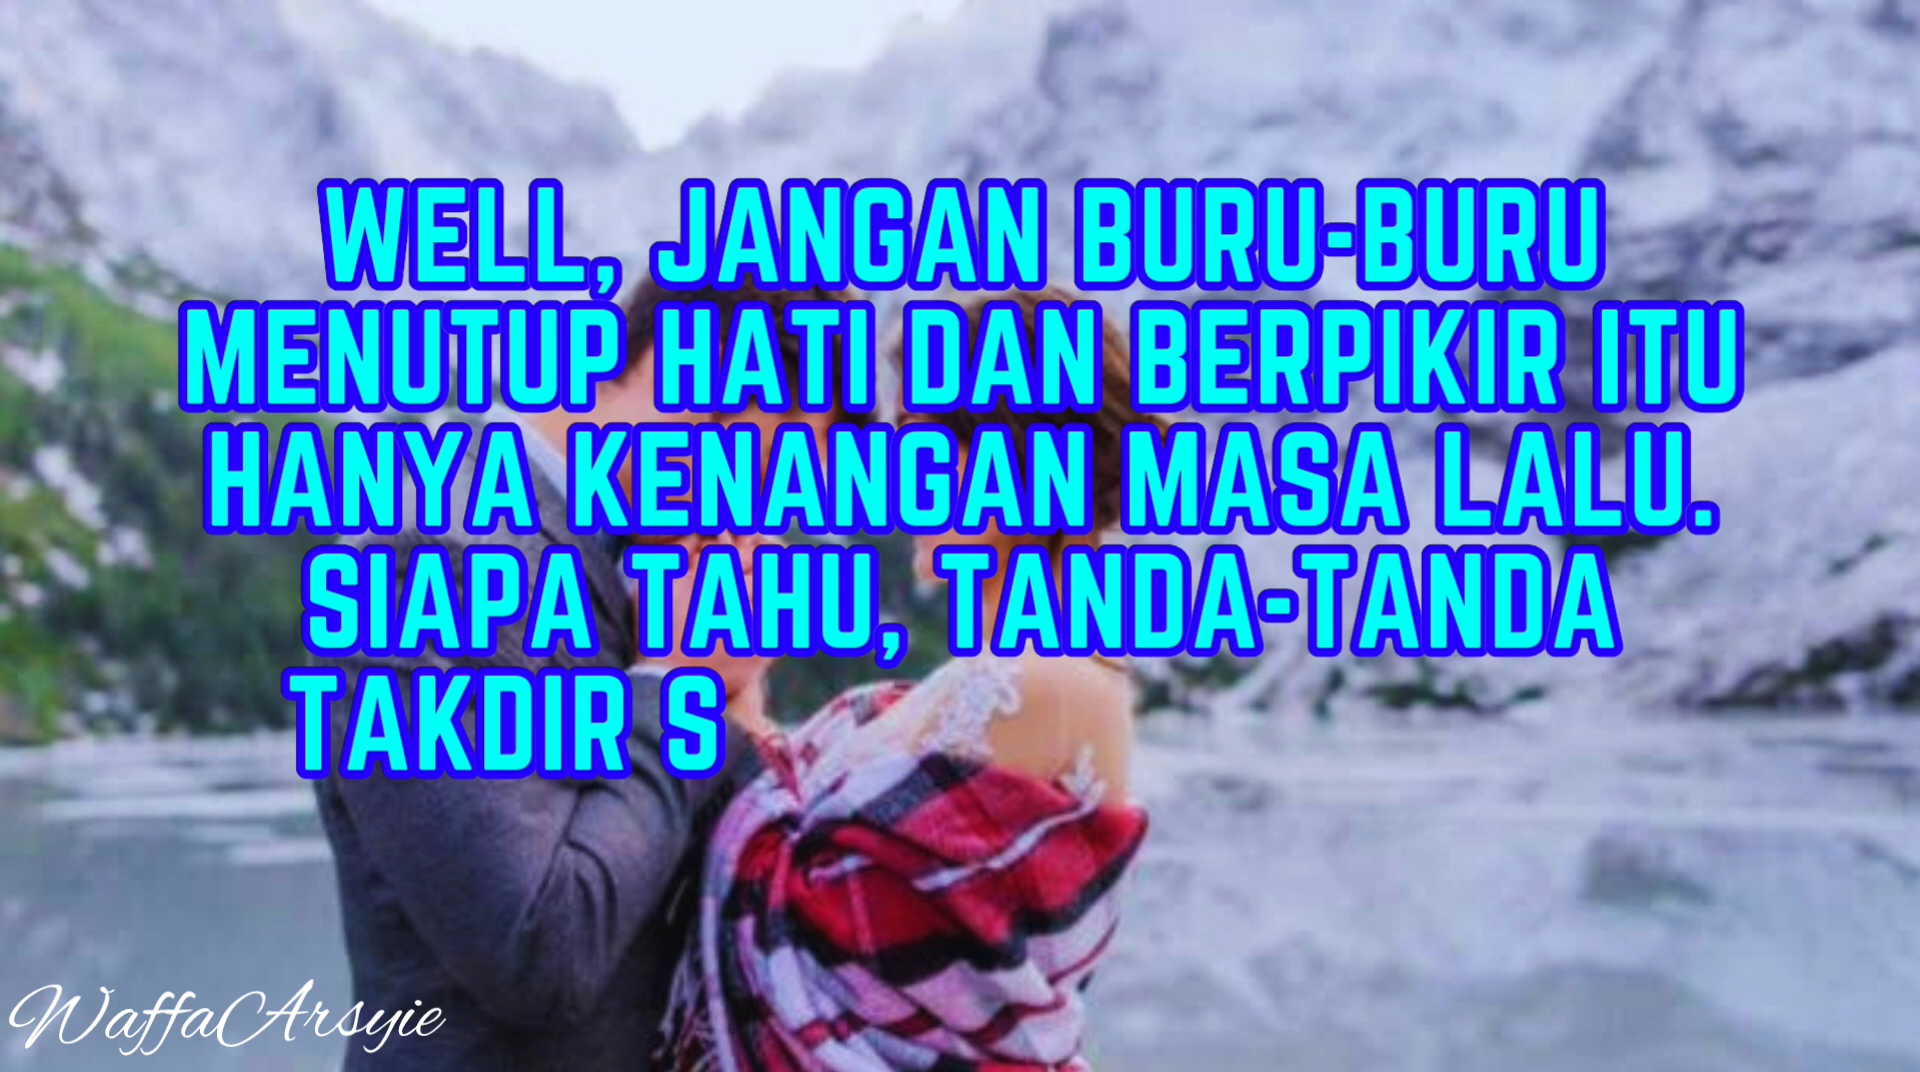 WELL, JANGAN BURU-BURU
MENUTUP HATI DAN BERPIKIR ITU
HANYA KENANGAN MASA LALU.
SIAPA TAHU, TANDA-TANDA
TAKDIR S
WaffaArsyie